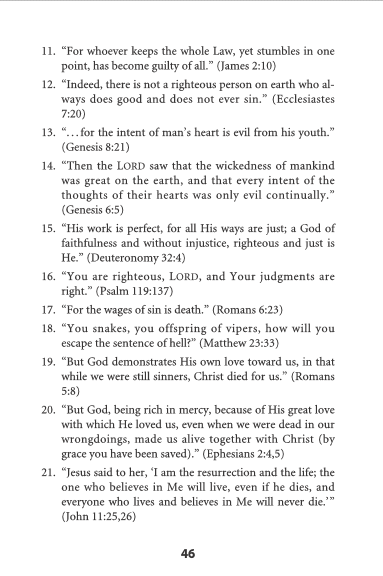 11. “For whoever keeps the whole Law, yet stumbles in one
point, has become guilty of all.” (James 2:10)
12. “Indeed, there is not a righteous person on earth who al-
ways does good and does not ever sin.” (Ecclesiastes
7:20)
13. “…for the intent of man’s heart is evil from his youth.”
(Genesis 8:21)
14. “Then the LORD saw that the wickedness of mankind
was great on the earth, and that every intent of the
thoughts of their hearts was only evil continually.”
(Genesis 6:5)
15. “His work is perfect, for all His ways are just; a God of
faithfulness and without injustice, righteous and just is
He.” (Deuteronomy 32:4)
16. “You are righteous, LORD, and Your judgments are
right.” (Psalm 119:137)
17. “For the wages of sin is death.” (Romans 6:23)
18. “You snakes, you offspring of vipers, how will you
escape the sentence of hell?” (Matthew 23:33)
19. “But God demonstrates His own love toward us, in that
while we were still sinners, Christ died for us.” (Romans
5:8)
20. “But God, being rich in mercy, because of His great love
with which He loved us, even when we were dead in our
wrongdoings, made us alive together with Christ (by
grace you have been saved).” (Ephesians 2:4,5)
21. “Jesus said to her, ‘I am the resurrection and the life; the
one who believes in Me will live, even if he dies, and
everyone who lives and believes in Me will never die.’”
(John 11:25,26)
46